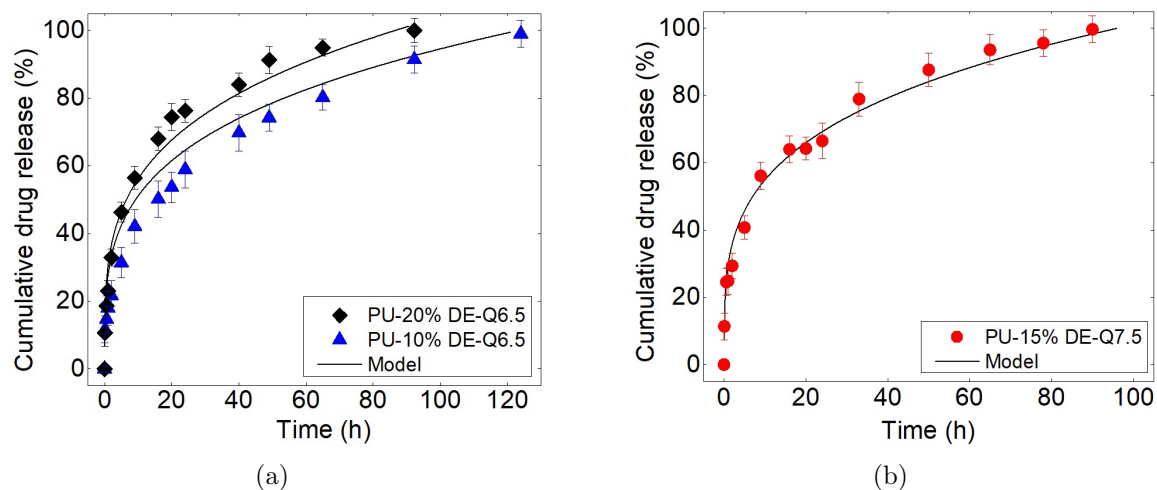 Cumulative drug release (%)
100
80
60
40
20
0
PU-20% DE-Q6.5
PU-10% DE-Q6.5
Model
0 20 40 60 80 100 120
Time (h)
(a)
Cumulative drug release (%)
100
80
60
40
20
0
PU-15% DE-Q7.5
Model
0 20 40 60 80 100
Time (h)
(b)